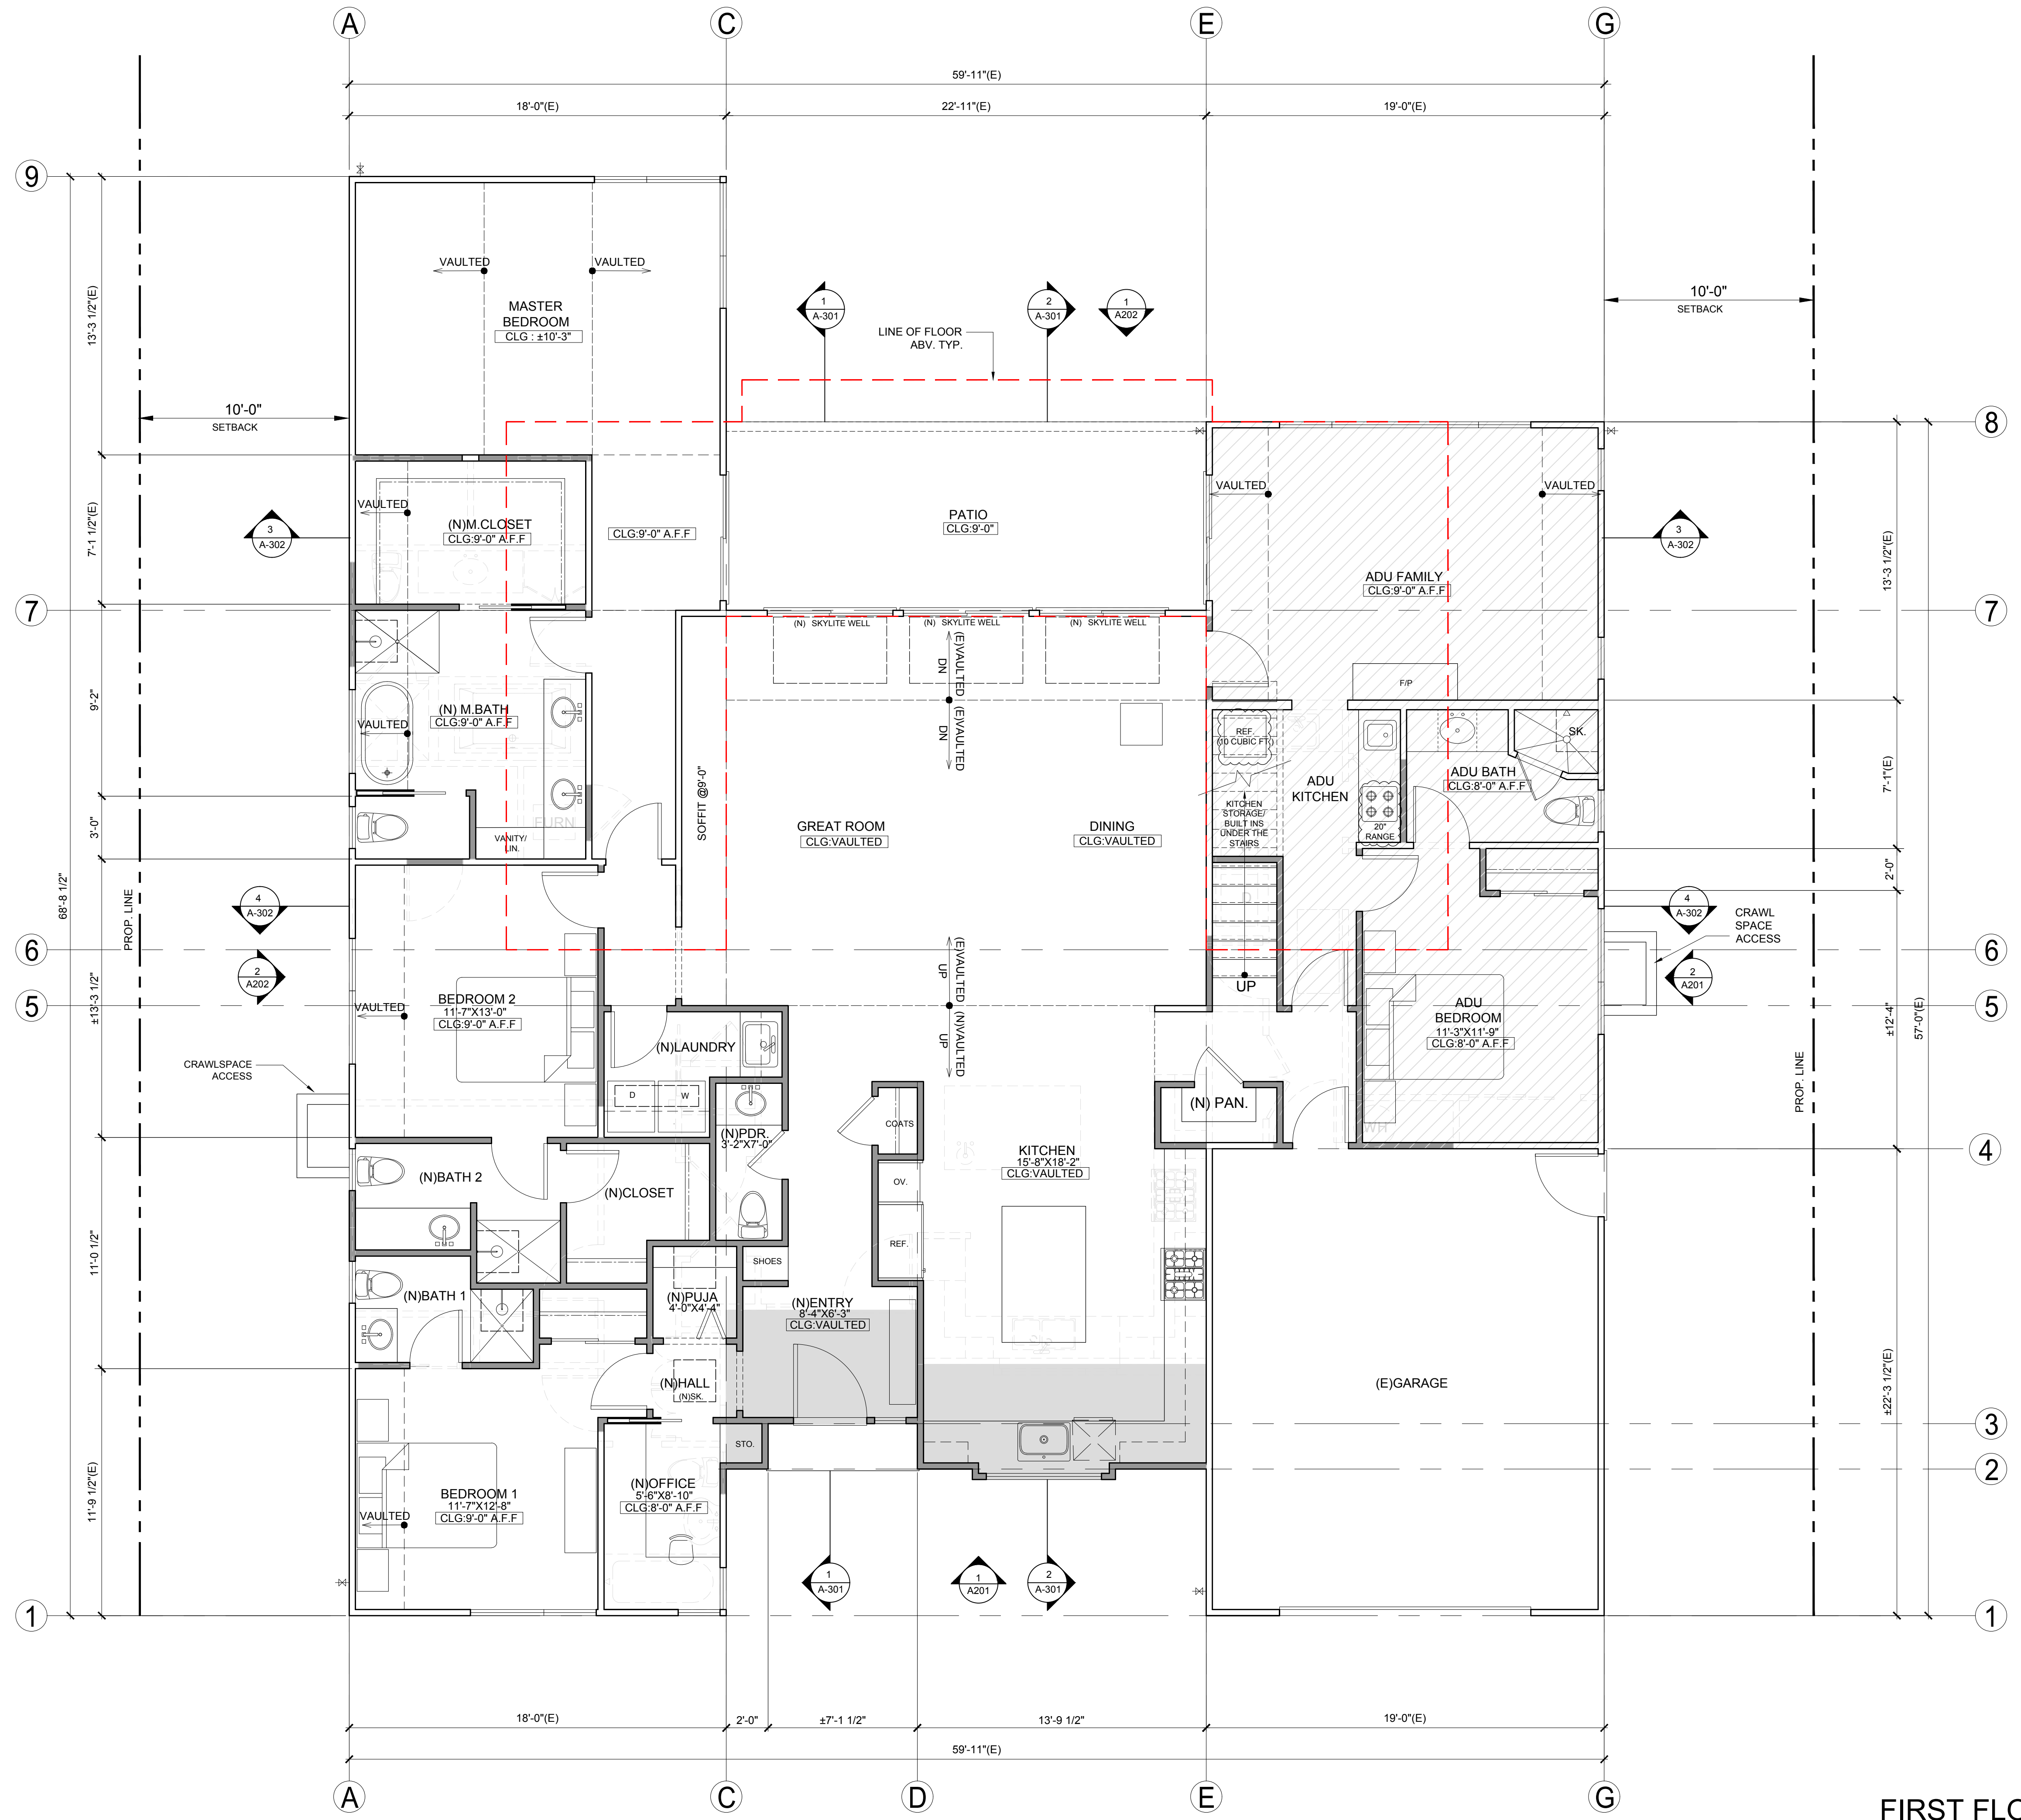 A
C
E
G
59'-11"(E)
18'-0"(E)
22'-11"(E)
19'-0"(E)
9
VAULTED
VAULTED
MASTER
BEDROOM
CLG : ±10'-3"
13'-3 1/2"(E)
1
A-301
2
A-301
1
A202
10'-0"
SETBACK
LINE OF FLOOR
ABV. TYP.
10'-0"
SETBACK
8
VAULTED
VAULTED
VAULTED
7'-1 1/2"(E)
(N)M.CLOSET
CLG:9'-0" A.F.F
CLG:9'-0" A.F.F
PATIO
CLG:9'-0"
3
A-302
3
A-302
13'-3 1/2"(E)
ADU FAMILY
CLG:9'-0" A.F.F
7
7
(N) SKYLITE WELL
(N) SKYLITE WELL
(N) SKYLITE WELL
(E)VAULTED
DN
(E)VAULTED
DN
F/P
9'-2"
(N) M.BATH
CLG:9'-0" A.F.F
VAULTED
REF.
(10 CUBIC FT.)
SK.
ADU BATH
CLG:8'-0" A.F.F
ADU
KITCHEN
7'-1"(E)
SOFFIT @9'-0"
KITCHEN
STORAGE/
BUILT INS
UNDER THE
STAIRS
20"
RANGE
FURN
VANITY/
LIN.
3'-0"
GREAT ROOM
CLG:VAULTED
DINING
CLG:VAULTED
2'-0"
68'-8 1/2"
PROP. LINE
4
A-302
2
A202
4
A-302
CRAWL
SPACE
ACCESS
2
A201
6
6
(E)VAULTED
UP
UP
5
5
±13'-3 1/2"
VAULTED
BEDROOM 2
11'-7"X13'-0"
CLG:9'-0" A.F.F
(N)VAULTED
UP
ADU
BEDROOM
11'-3"X11'-9"
CLG:8'-0" A.F.F
±12'-4"
57'-0"(E)
PROP. LINE
CRAWLSPACE
ACCESS
(N)LAUNDRY
D
W
(N)PDR.
3'-2"X7'-0"
COATS
(N) PAN.
WH
4
KITCHEN
15'-8"X18'-2"
CLG:VAULTED
(N)BATH 2
(N)CLOSET
OV.
REF.
11'-0 1/2"
SHOES
(N)BATH 1
(N)PUJA
4'-0"X4'-4"
(N)ENTRY
8'-4"X6'-3"
CLG:VAULTED
(N)HALL
(N)SK.
(E)GARAGE
±22'-3 1/2"(E)
3
STO.
2
11'-9 1/2"(E)
BEDROOM 1
11'-7"X12'-8"
CLG:9'-0" A.F.F
VAULTED
(N)OFFICE
5'-6"X8'-10"
CLG:8'-0" A.F.F
1
A-301
1
A201
2
A-301
1
1
18'-0"(E)
2'-0"
±7'-1 1/2"
13'-9 1/2"
19'-0"(E)
59'-11"(E)
A
C
D
E
G
FIRST FLO